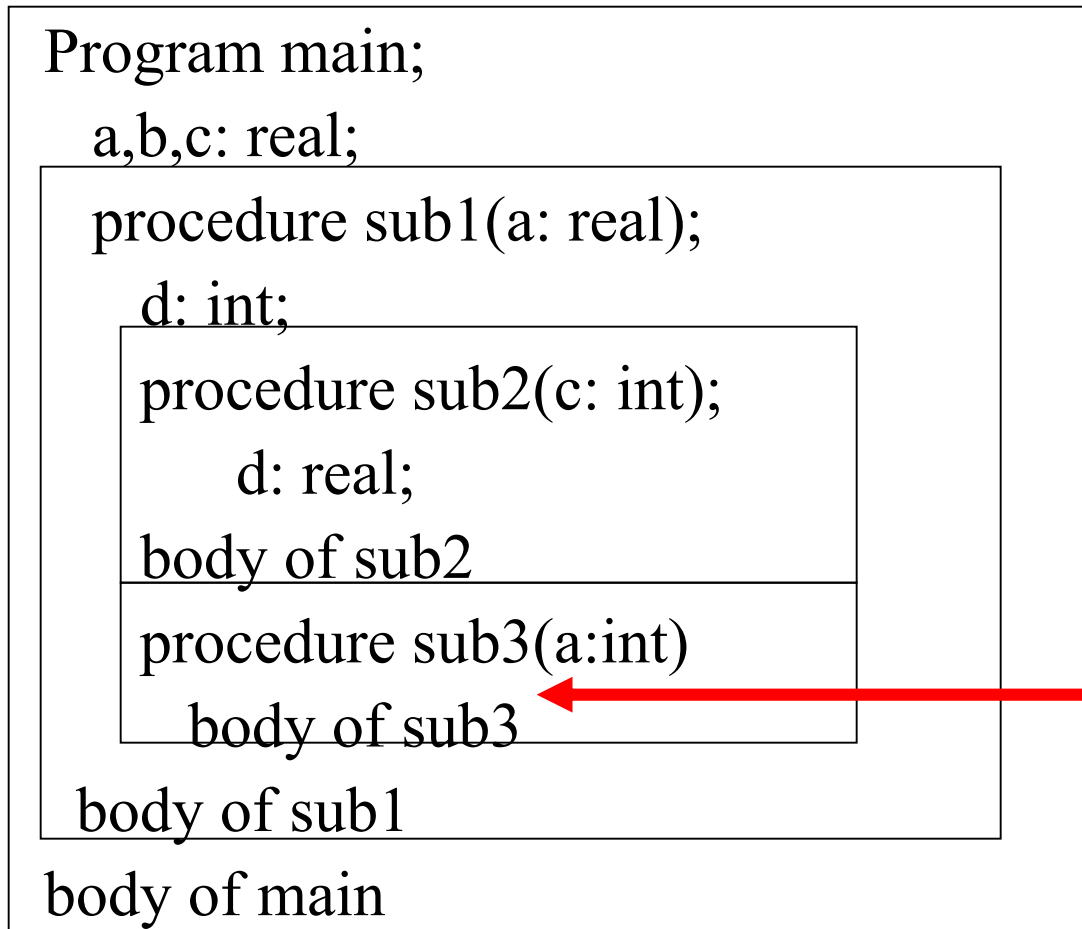 Program main;
a,b,c: real;
procedure sub1(a: real);
d: int;
procedure sub2(c: int);
d: real;
body of sub2
procedure sub3(a:int)
body of sub3
body of sub1
body of main